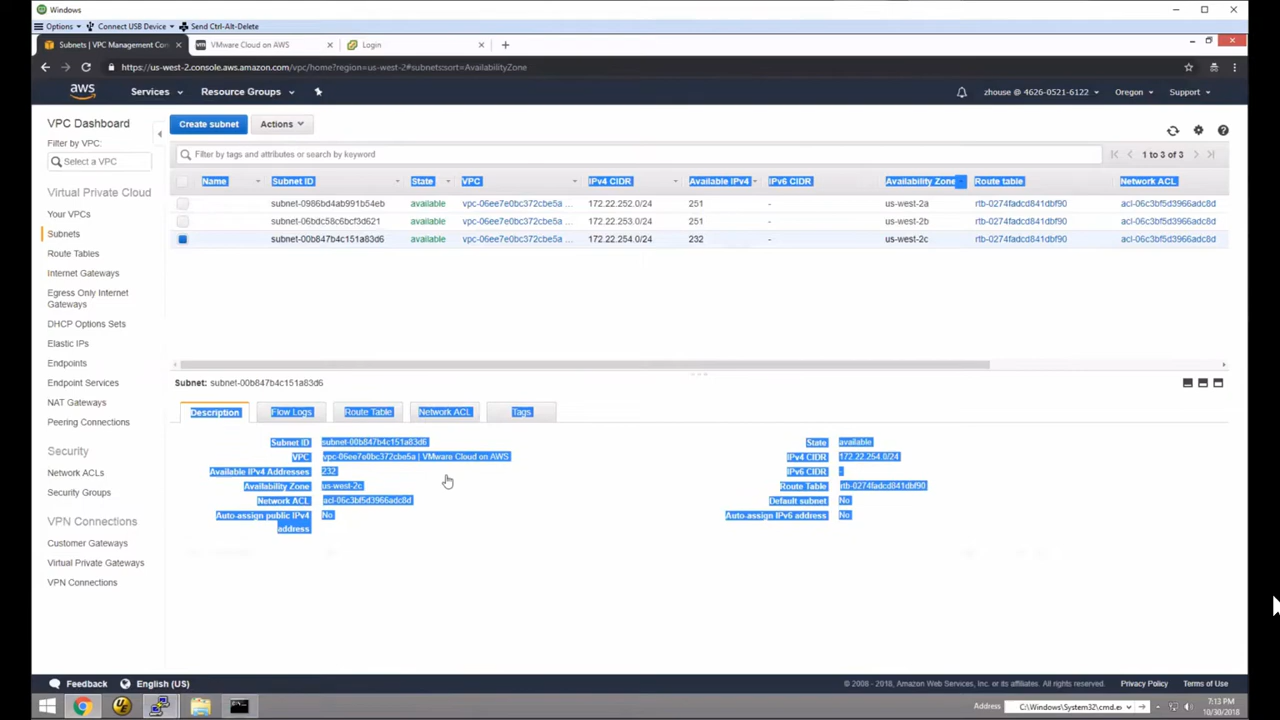 Windows
Options Connect USB Device Send Ctrl-Alt-Delete
Subnets | VPC Management Con VMware Cloud on AWS Login
https://us-west-2.console.aws.amazon.com/vpc/home?region=us-west-2#subnets:sort=AvailabilityZone
aws Services Resource Groups zhouse @ 4626-0521-6122 Oregon Support
VPC Dashboard
Filter by VPC:
Select a VPC
Virtual Private Cloud
Your VPCs
Subnets
Route Tables
Internet Gateways
Egress Only Internet
Gateways
DHCP Options Sets
Elastic IPs
Endpoints
Endpoint Services
NAT Gateways
Peering Connections
Security
Network ACLs
Security Groups
VPN Connections
Customer Gateways
Virtual Private Gateways
VPN Connections
Create subnet Actions
Filter by tags and attributes or search by keyword
1 to 3 of 3
Name Subnet ID State VPC IPv4 CIDR Available IPv4 IPv6 CIDR Availability Zone Route table Network ACL
subnet-0986bd4ab991b54eb available vpc-06ee7e0bc372cbe5a ... 172.22.252.0/24 251 - us-west-2a rtb-0274fadcd841dbf90 acl-06c3bf5d3966adc8d
subnet-06bdc58c6bcf3d621 available vpc-06ee7e0bc372cbe5a ... 172.22.253.0/24 251 - us-west-2b rtb-0274fadcd841dbf90 acl-06c3bf5d3966adc8d
subnet-00b847b4c151a83d6 available vpc-06ee7e0bc372cbe5a ... 172.22.254.0/24 232 - us-west-2c rtb-0274fadcd841dbf90 acl-06c3bf5d3966adc8d
Subnet: subnet-00b847b4c151a83d6
Description Flow Logs Route Table Network ACL Tags
Subnet ID subnet-00b847b4c151a83d6 State available
VPC vpc-06ee7e0bc372cbe5a | VMware Cloud on AWS IPv4 CIDR 172.22.254.0/24
Available IPv4 Addresses 232 IPv6 CIDR -
Availability Zone us-west-2c Route Table rtb-0274fadcd841dbf90
Network ACL acl-06c3bf5d3966adc8d Default subnet No
Auto-assign public IPv4 No Auto-assign IPv6 address No
address
Feedback English (US) © 2008 - 2018, Amazon Web Services, Inc. or its affiliates. All rights reserved. Privacy Policy Terms of Use
Address C:\Windows\System32\cmd.e 7:13 PM
10/30/2018